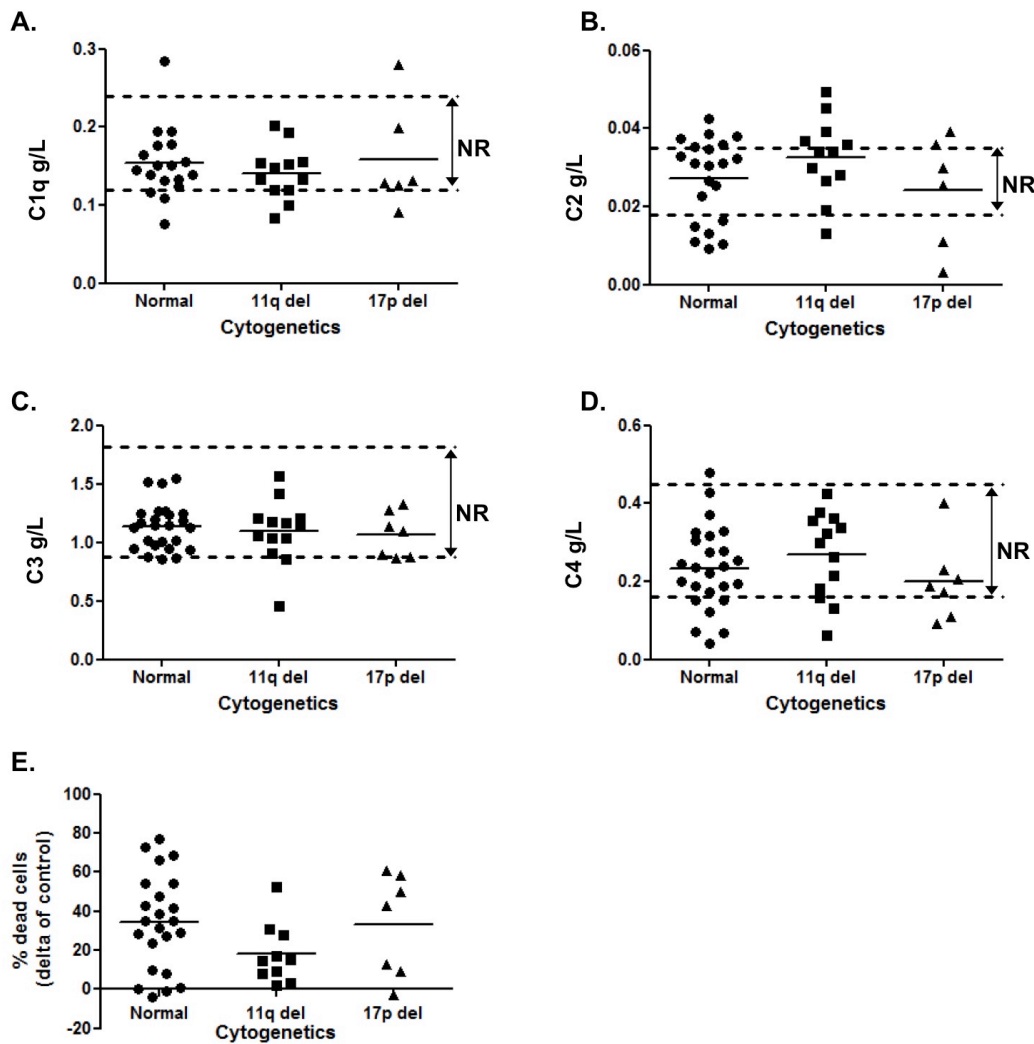 A.
C1q g/L
0.3
0.2
0.1
0.0
NR
Normal
11q del
17p del
Cytogenetics
B.
C2 g/L
0.06
0.04
0.02
0.00
NR
Normal
11q del
17p del
Cytogenetics
C.
C3 g/L
2.0
1.5
1.0
0.5
0.0
NR
Normal
11q del
17p del
Cytogenetics
D.
C4 g/L
0.6
0.4
0.2
0.0
NR
Normal
11q del
17p del
Cytogenetics
E.
% dead cells
(delta of control)
100
80
60
40
20
0
-20
Normal
11q del
17p del
Cytogenetics